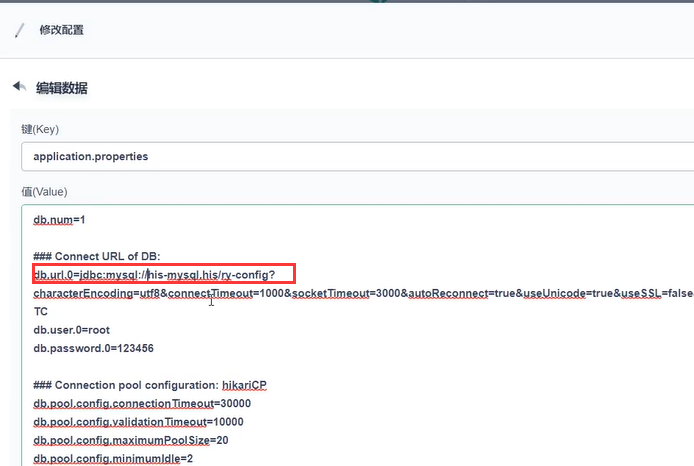 修改配置
编辑数据
键(Key)
application.properties
值(Value)
db.num=1
### Connect URL of DB:
db.url.0=jdbc:mysql://his-mysql.his/ry-config?
characterEncoding=utf8&connectTimeout=1000&socketTimeout=3000&autoReconnect=true&useUnicode=true&useSSL=false
TC
db.user.0=root
db.password.0=123456
### Connection pool configuration: hikariCP
db.pool.config.connectionTimeout=30000
db.pool.config.validationTimeout=10000
db.pool.config.maximumPoolSize=20
db.pool.config.minimumIdle=2